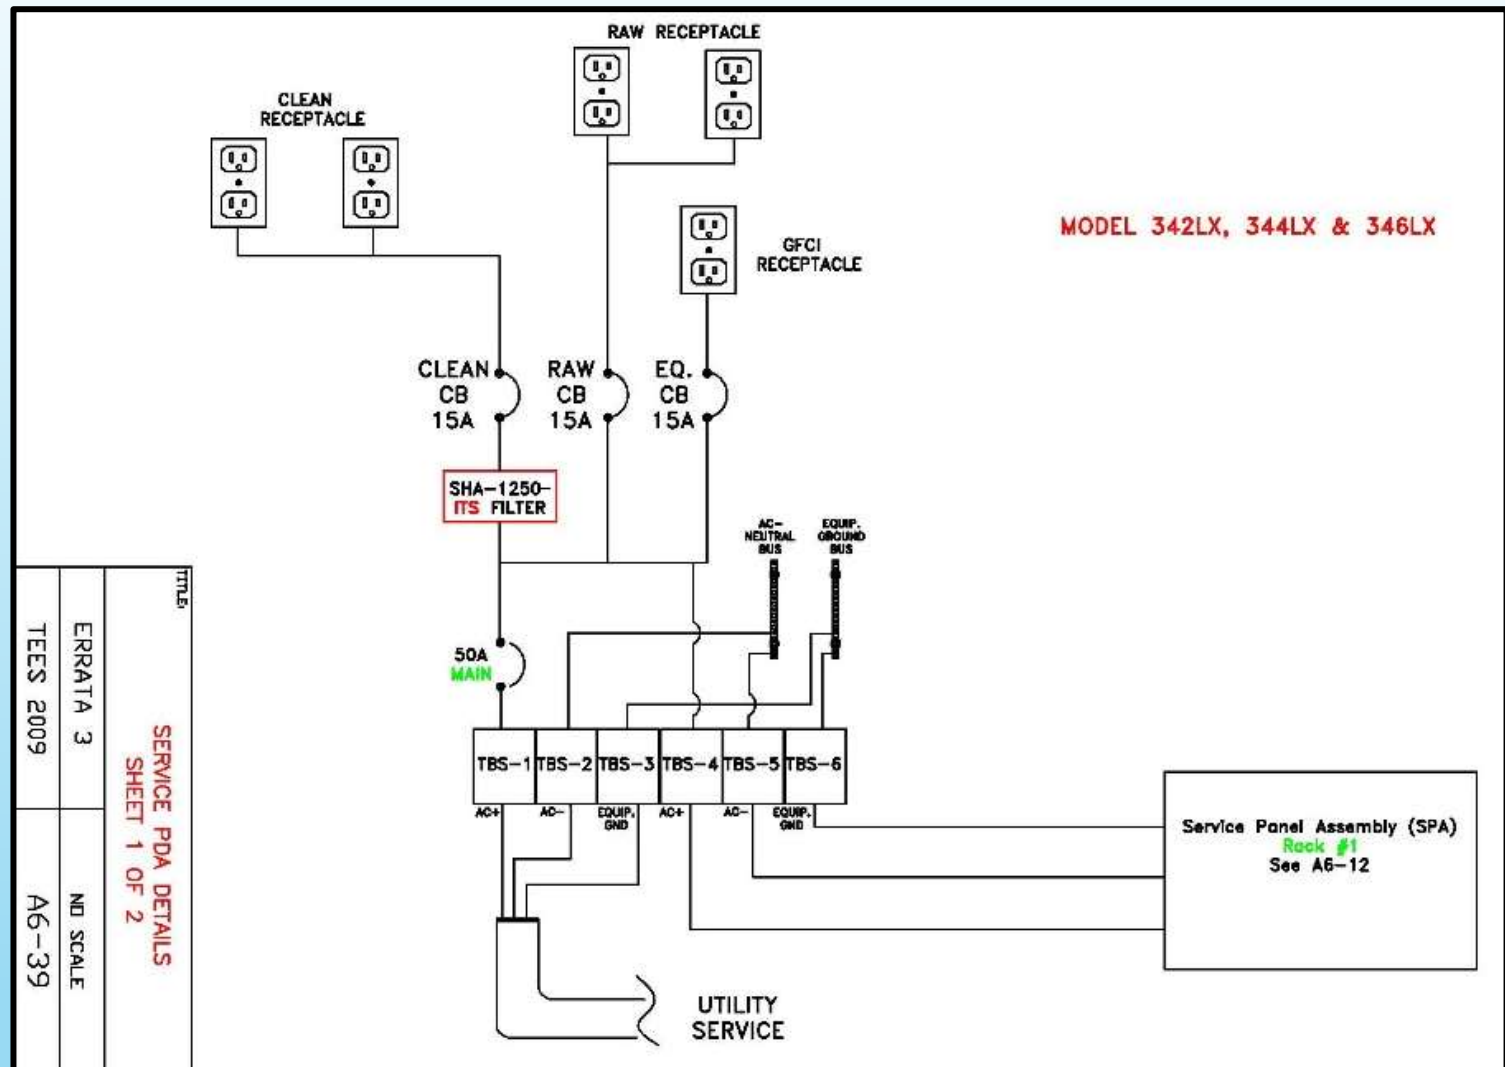 RAW RECEPTACLE
CLEAN
RECEPTACLE
MODEL 342LX, 344LX & 346LX
GFCI
RECEPTACLE
CLEAN
CB
15A
RAW
CB
15A
EQ.
CB
15A
SHA-1250-
ITS FILTER
AC-
NEUTRAL
BUS
EQUIP.
GROUND
BUS
50A
MAIN
TBS-1
TBS-2
TBS-3
TBS-4
TBS-5
TBS-6
AC+
AC-
EQUIP.
GND
AC+
AC-
EQUIP.
GND
Service Panel Assembly (SPA)
Rack #1
See A6-12
UTILITY
SERVICE
TITLE:
SERVICE PDA DETAILS
SHEET 1 OF 2
ERRATA 3
NO SCALE
TEES 2009
A6-39